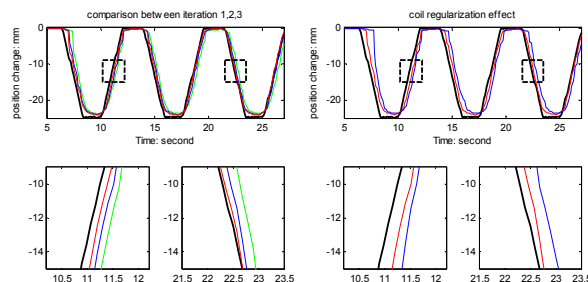 comparison between iteration 1,2,3
coil regularization effect
position change: mm
0
-10
-20
5 10 15 20 25
Time: second
position change: mm
0
-10
-20
5 10 15 20 25
Time: second
-10
-12
-14
10.5 11 11.5 12
-10
-12
-14
21.5 22 22.5 23 23.5
-10
-12
-14
10.5 11 11.5 12
-10
-12
-14
21.5 22 22.5 23 23.5